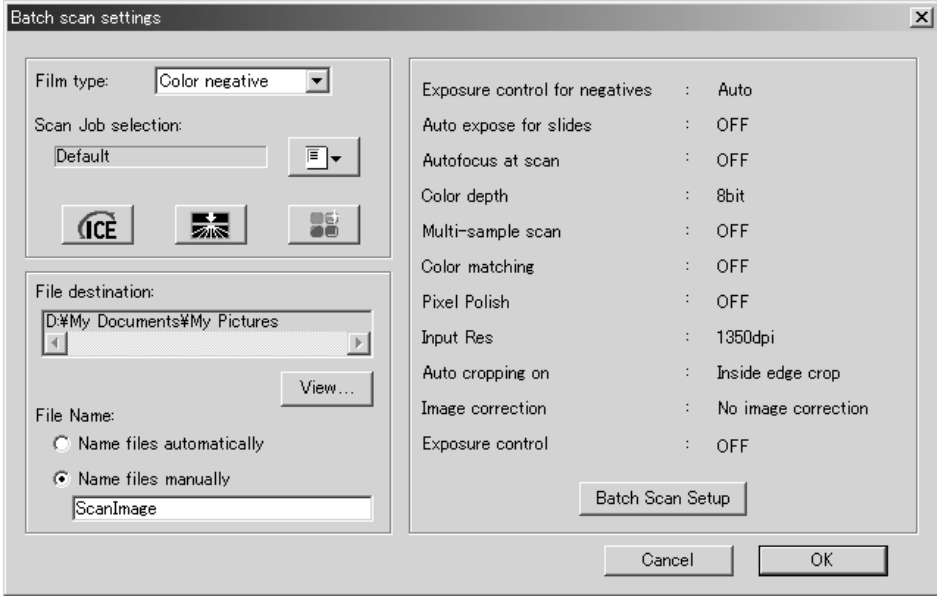 Batch scan settings
Film type: Color negative
Scan Job selection:
Default
ICE
File destination:
D:¥My Documents¥My Pictures
View...
File Name:
Name files automatically
Name files manually
ScanImage
Exposure control for negatives : Auto
Auto expose for slides : OFF
Autofocus at scan : OFF
Color depth : 8bit
Multi-sample scan : OFF
Color matching : OFF
Pixel Polish : OFF
Input Res : 1350dpi
Auto cropping on : Inside edge crop
Image correction : No image correction
Exposure control : OFF
Batch Scan Setup
Cancel
OK